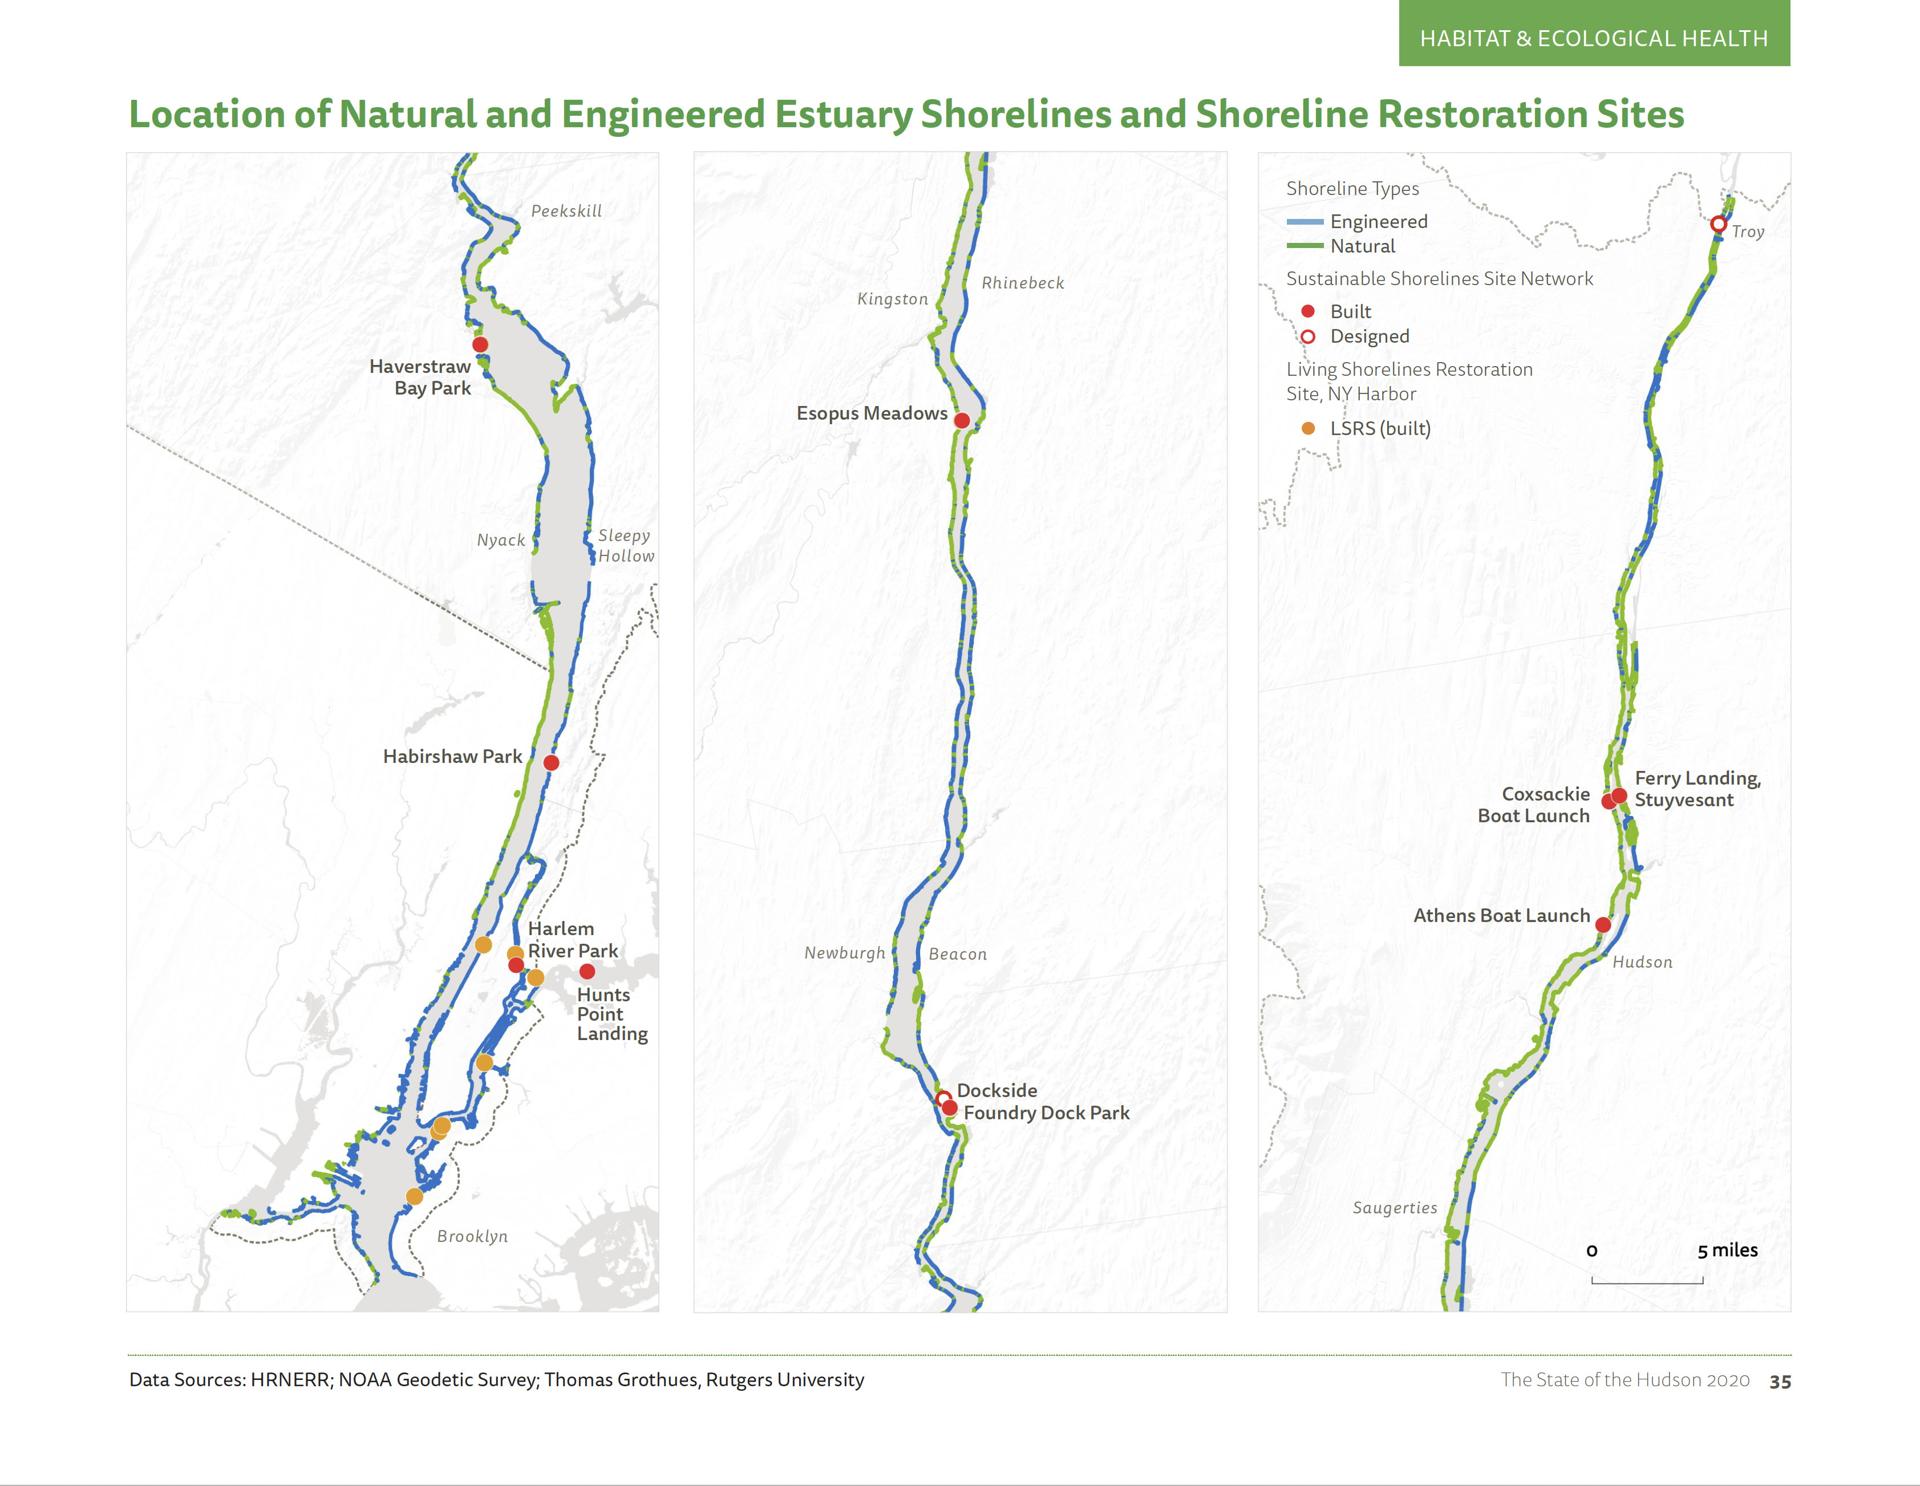 HABITAT & ECOLOGICAL HEALTH
Location of Natural and Engineered Estuary Shorelines and Shoreline Restoration Sites
Peekskill
Haverstraw
Bay Park
Nyack
Sleepy
Hollow
Habirshaw Park
Harlem
River Park
Hunts
Point
Landing
Brooklyn
Rhinebeck
Kingston
Esopus Meadows
Newburgh
Beacon
Dockside
Foundry Dock Park
Shoreline Types
Engineered
Natural
Sustainable Shorelines Site Network
Built
Designed
Living Shorelines Restoration
Site, NY Harbor
LSRS (built)
Troy
Ferry Landing,
Stuyvesant
Coxsackie
Boat Launch
Athens Boat Launch
Hudson
Saugerties
0 5 miles
Data Sources: HRNERR; NOAA Geodetic Survey; Thomas Grothues, Rutgers University
The State of the Hudson 2020 35